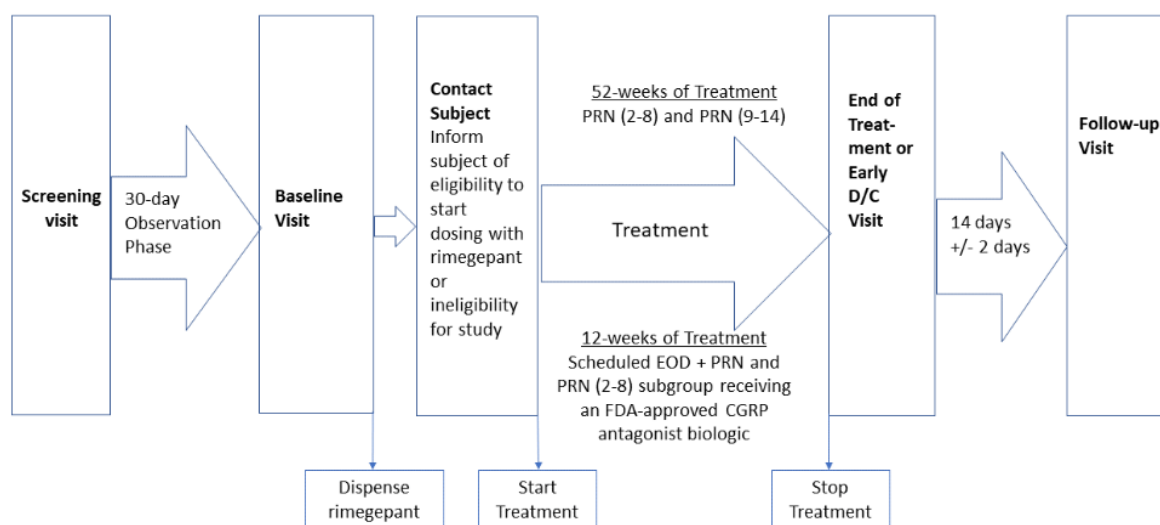 Screening
visit
30-day
Observation
Phase
Baseline
Visit
Contact
Subject
Inform
subject of
eligibility to
start
dosing with
rimegepant
or
ineligibility
for study
52-weeks of Treatment
PRN (2-8) and PRN (9-14)
Treatment
12-weeks of Treatment
Scheduled EOD + PRN and
PRN (2-8) subgroup receiving
an FDA-approved CGRP
antagonist biologic
End of
Treat-
ment or
Early
D/C
Visit
14 days
+/- 2 days
Follow-up
Visit
Dispense
rimegepant
Start
Treatment
Stop
Treatment